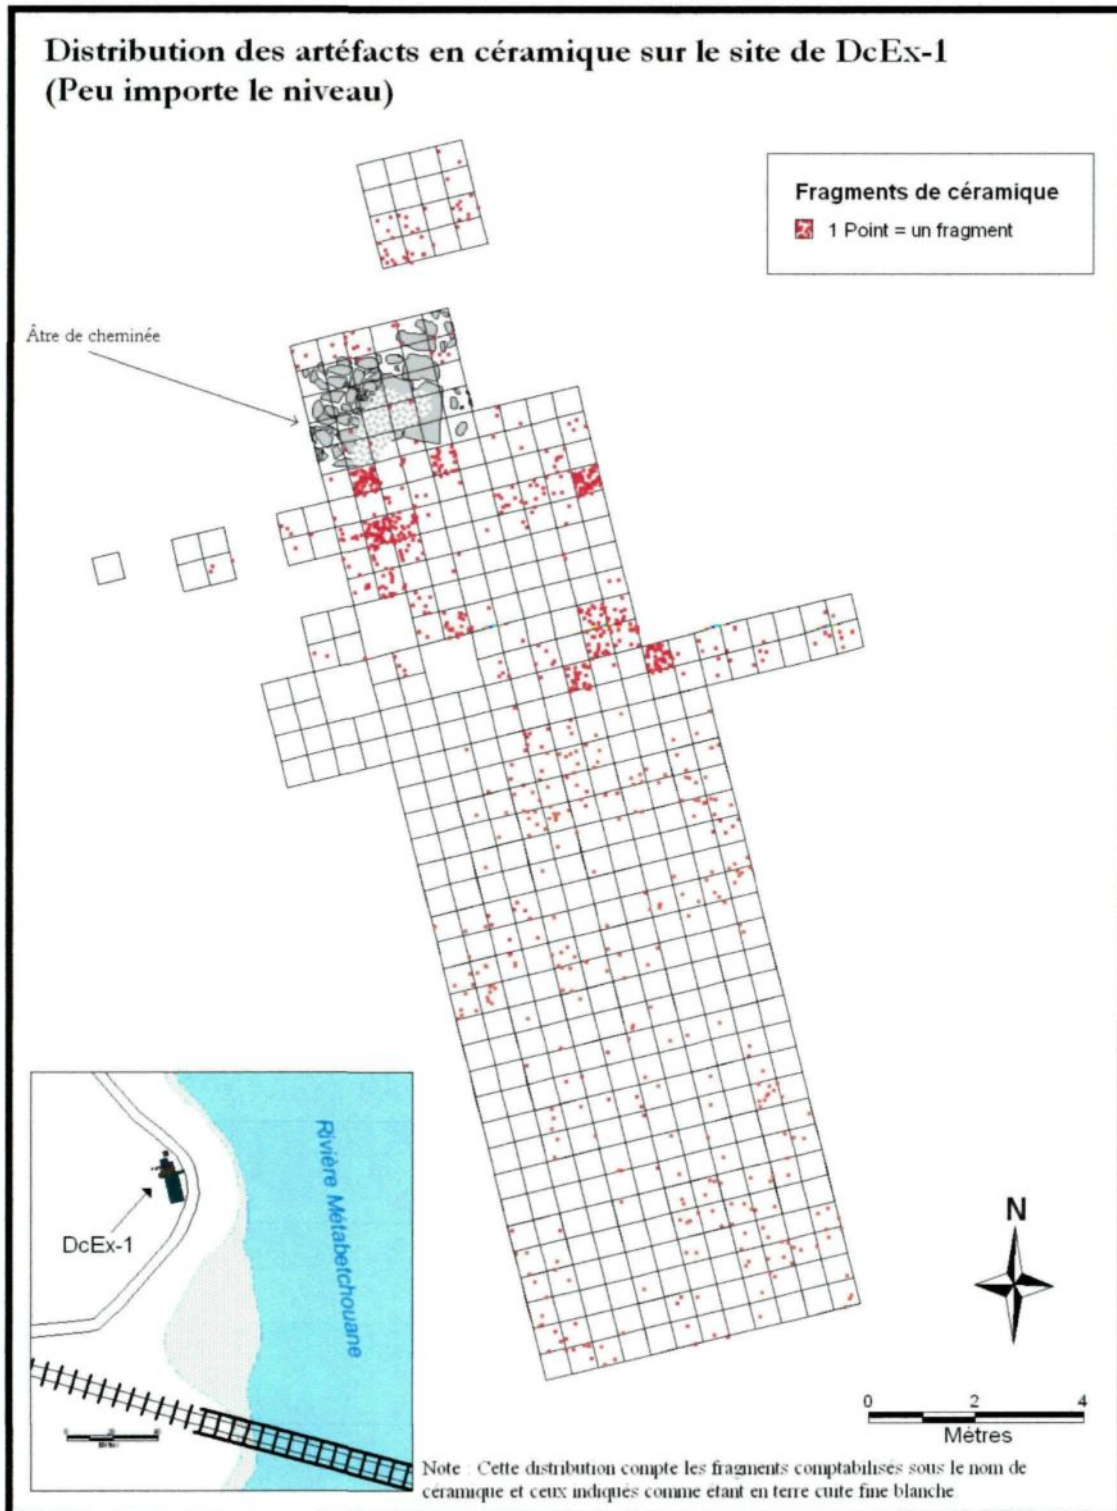 Distribution des artéfacts en céramique sur le site de DcEx-1
(Peu importe le niveau)
Fragments de céramique
1 Point = un fragment
Âtre de cheminée
Rivière Métabetchouane
DcEx-1
N
0 2 4
Mètres
Note : Cette distribution compte les fragments comptabilisés sous le nom de
céramique et ceux indiqués comme étant en terre cuite fine blanche